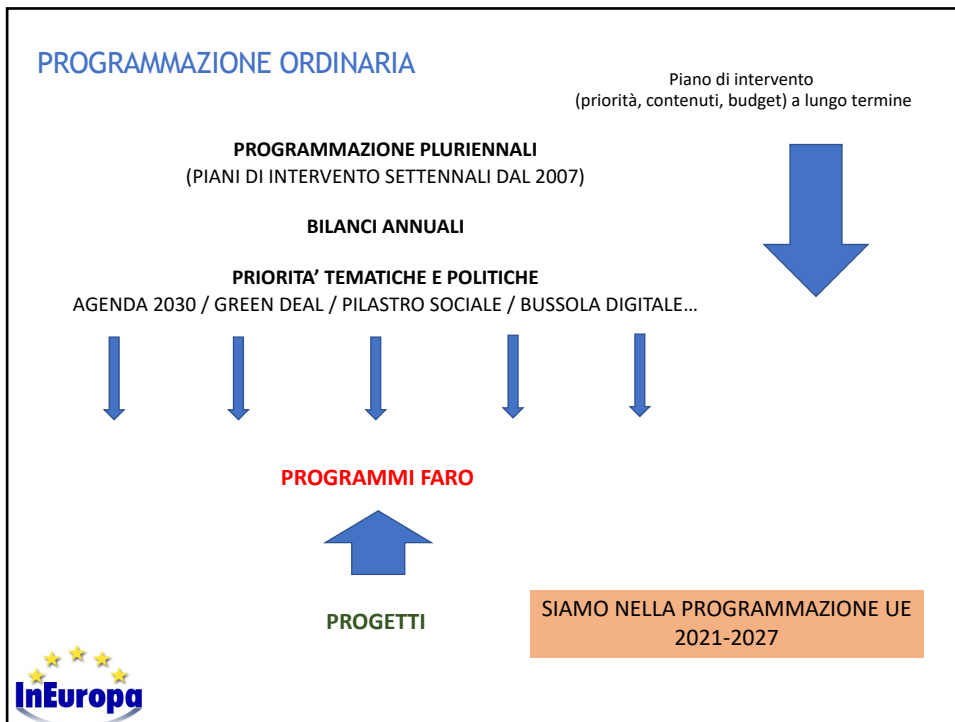 PROGRAMMAZIONE ORDINARIA
Piano di intervento
(priorità, contenuti, budget) a lungo termine
PROGRAMMAZIONE PLURIENNALI
(PIANI DI INTERVENTO SETTENNALI DAL 2007)
BILANCI ANNUALI
PRIORITA’ TEMATICHE E POLITICHE
AGENDA 2030 / GREEN DEAL / PILASTRO SOCIALE / BUSSOLA DIGITALE…
PROGRAMMI FARO
PROGETTI
SIAMO NELLA PROGRAMMAZIONE UE
2021-2027
InEuropa